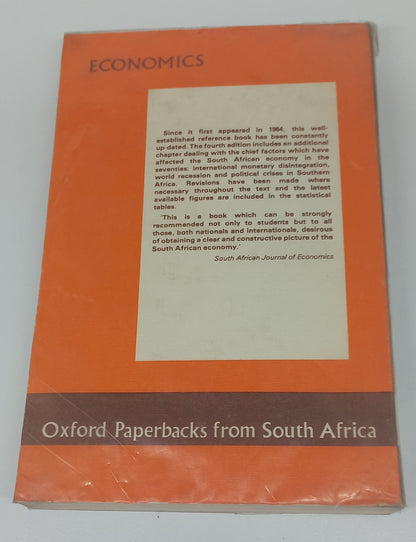 ECONOMICS
Since it first appeared in 1964, this well-
established reference book has been constantly
up-dated. The fourth edition includes an additional
chapter dealing with the chief factors which have
affected the South African economy in the
seventies: international monetary disintegration,
world recession and political crises in Southern
Africa. Revisions have been made where
necessary throughout the text and the latest
available figures are included in the statistical
tables.
'This is a book which can be strongly
recommended not only to students but to all
those, both nationals and internationals, desirous
of obtaining a clear and constructive picture of the
South African economy.'
South African Journal of Economics
Oxford Paperbacks from South Africa